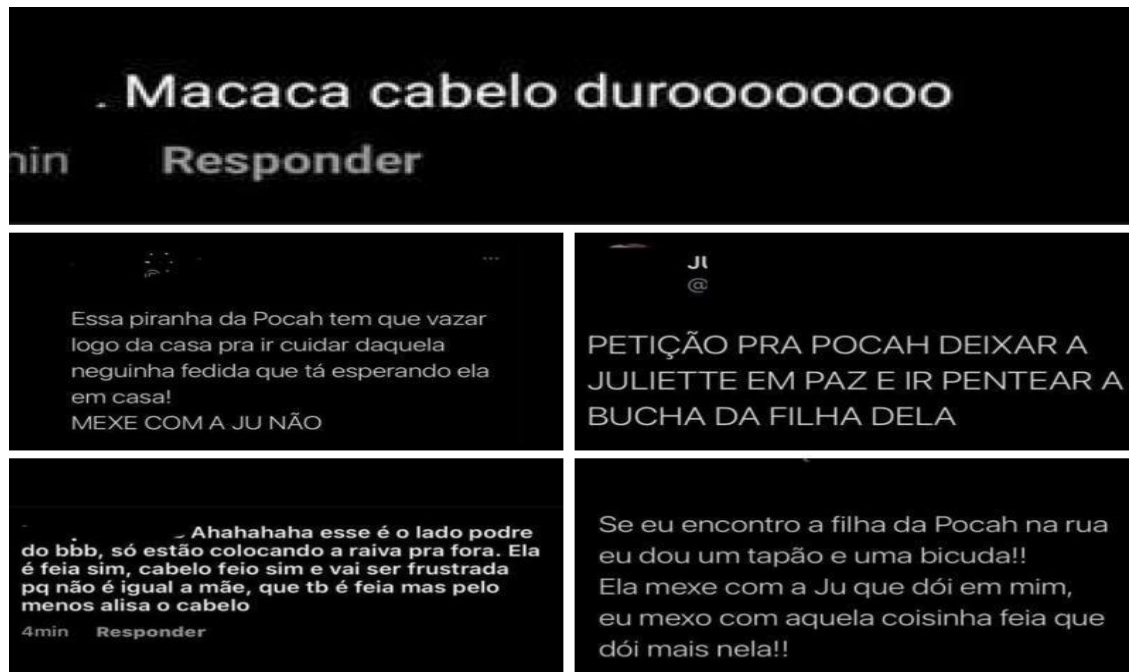 . Macaca cabelo duroooooooo
min Responder
Essa piranha da Pocah tem que vazar
logo da casa pra ir cuidar daquela
neguinha fedida que tá esperando ela
em casa!
MEXE COM A JU NÃO
JU
@
PETIÇÃO PRA POCAH DEIXAR A
JULIETTE EM PAZ E IR PENTEAR A
BUCHA DA FILHA DELA
Ahahahaha esse é o lado podre
do bbb, só estão colocando a raiva pra fora. Ela
é feia sim, cabelo feio sim e vai ser frustrada
pq não é igual a mãe, que tb é feia mas pelo
menos alisa o cabelo
4min Responder
Se eu encontro a filha da Pocah na rua
eu dou um tapão e uma bicuda!!
Ela mexe com a Ju que dói em mim,
eu mexo com aquela coisinha feia que
dói mais nela!!